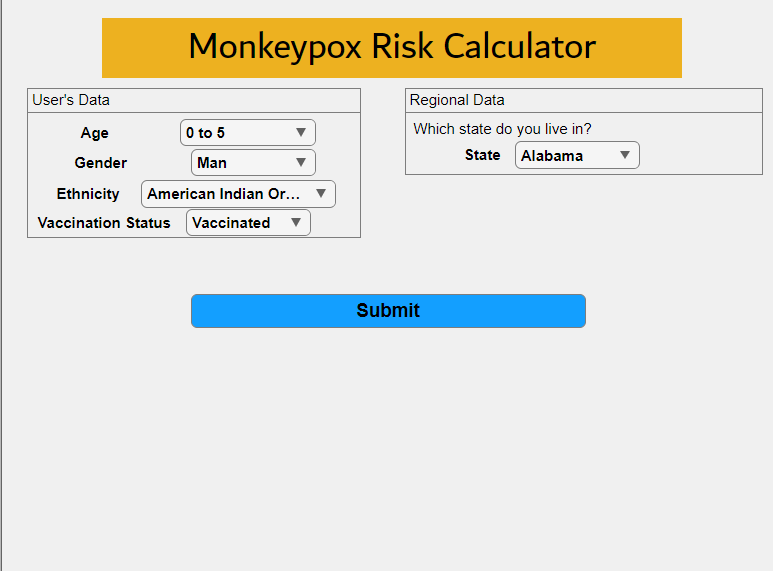 Monkeypox Risk Calculator
User's Data
Age 0 to 5
Gender Man
Ethnicity American Indian Or...
Vaccination Status Vaccinated
Regional Data
Which state do you live in?
State Alabama
Submit